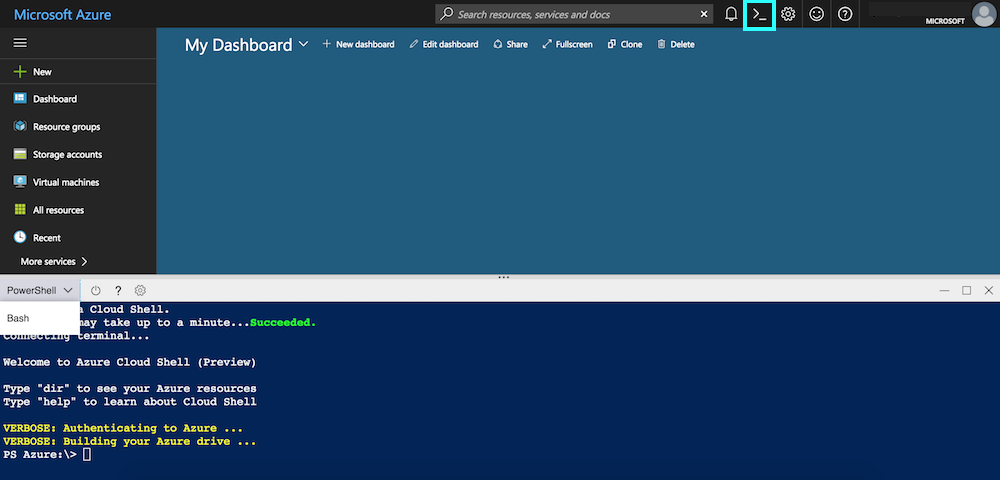 Microsoft Azure
Search resources, services and docs
MICROSOFT
My Dashboard
New dashboard
Edit dashboard
Share
Fullscreen
Clone
Delete
New
Dashboard
Resource groups
Storage accounts
Virtual machines
All resources
Recent
More services
PowerShell
Bash
Cloud Shell.
may take up to a minute...Succeeded.
Connecting terminal...
Welcome to Azure Cloud Shell (Preview)
Type "dir" to see your Azure resources
Type "help" to learn about Cloud Shell
VERBOSE: Authenticating to Azure ...
VERBOSE: Building your Azure drive ...
PS Azure:\>